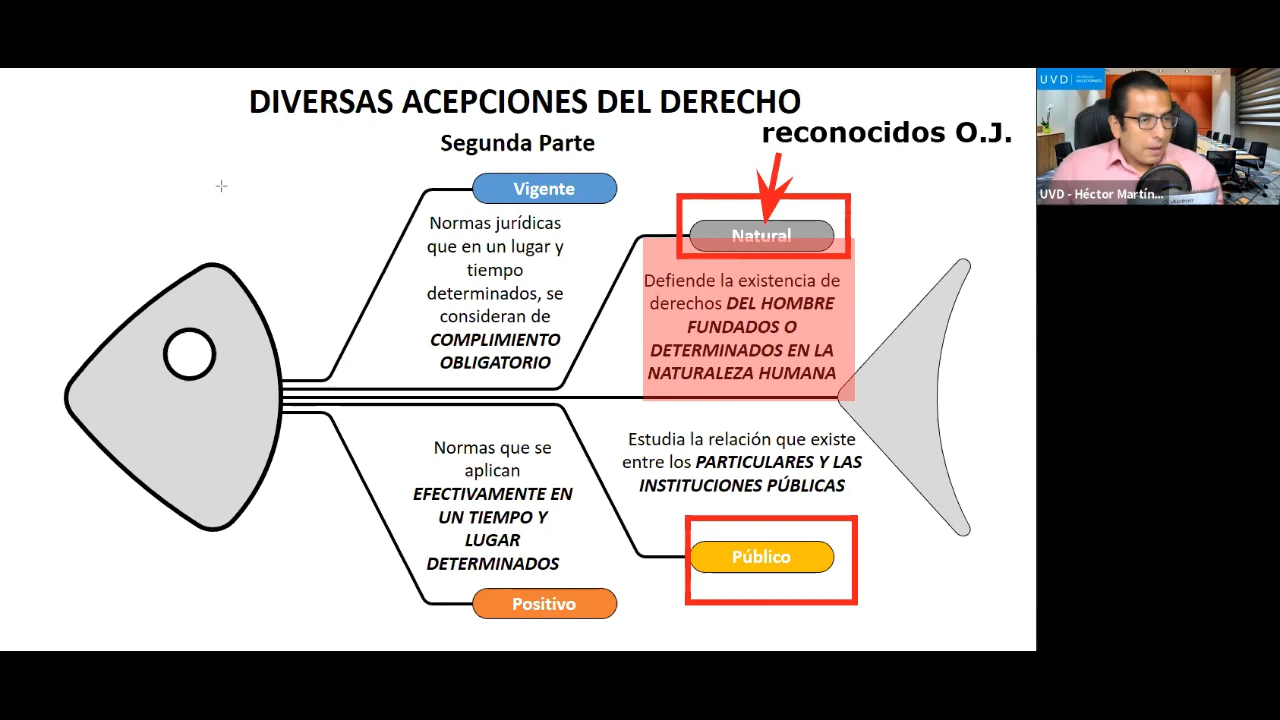 DIVERSAS ACEPCIONES DEL DERECHO
Segunda Parte
reconocidos O.J.
Vigente
Normas jurídicas
que en un lugar y
tiempo
determinados, se
consideran de
COMPLIMIENTO
OBLIGATORIO
Natural
Defiende la existencia de
derechos DEL HOMBRE
FUNDADOS O
DETERMINADOS EN LA
NATURALEZA HUMANA
Normas que se
aplican
EFECTIVAMENTE EN
UN TIEMPO Y
LUGAR
DETERMINADOS
Positivo
Estudia la relación que existe
entre los PARTICULARES Y LAS
INSTITUCIONES PÚBLICAS
Público
UVD
UVD - Héctor Martín...